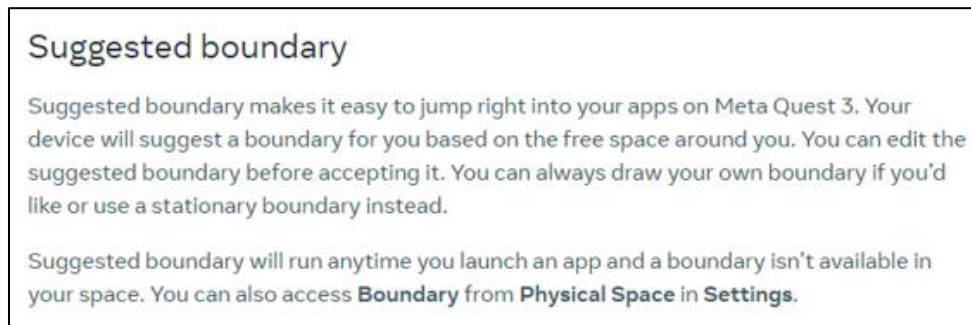 Suggested boundary
Suggested boundary makes it easy to jump right into your apps on Meta Quest 3. Your
device will suggest a boundary for you based on the free space around you. You can edit the
suggested boundary before accepting it. You can always draw your own boundary if you'd
like or use a stationary boundary instead.
Suggested boundary will run anytime you launch an app and a boundary isn't available in
your space. You can also access Boundary from Physical Space in Settings.